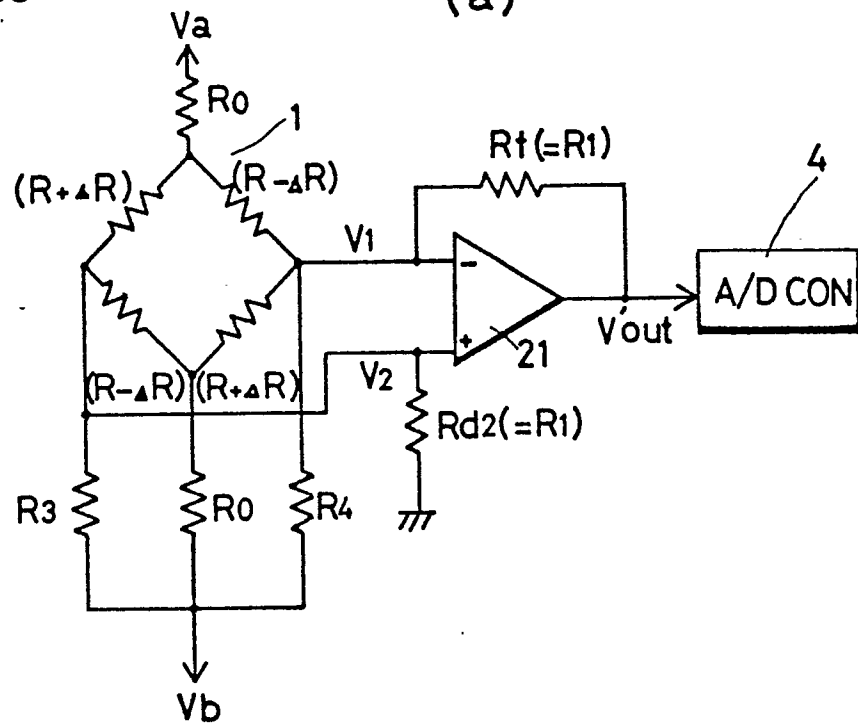 (a)
Va
R0
1
(R+ΔR)
(R-ΔR)
Rf(=R1)
4
V1
-
A/D CON
+
21
V'out
V2
(R-ΔR)
(R+ΔR)
Rd2(=R1)
R3
R0
R4
Vb